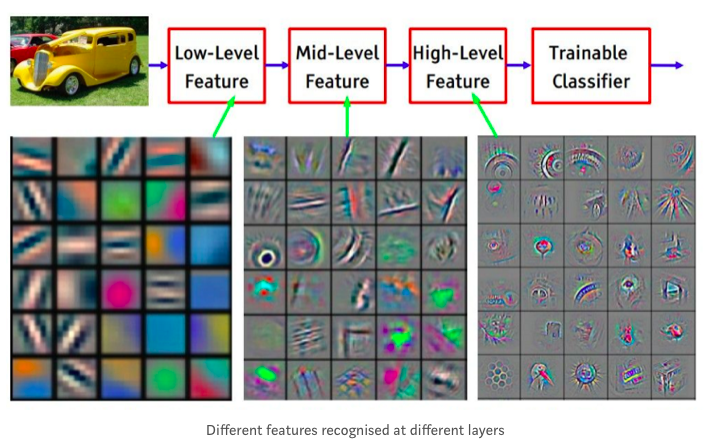 Low-Level
Feature
Mid-Level
Feature
High-Level
Feature
Trainable
Classifier
Different features recognised at different layers